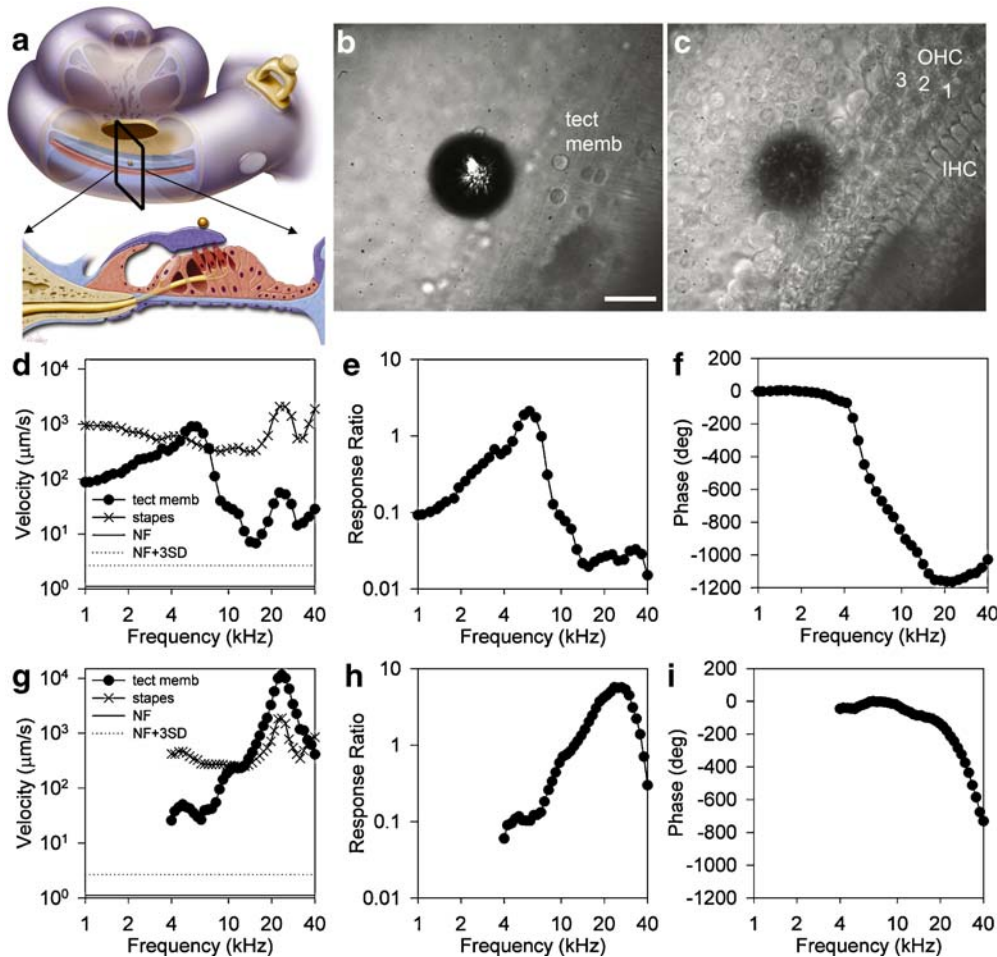 a
b
tect
memb
c
OHC
3 2 1
IHC
d
Velocity (µm/s)
10⁴
10³
10²
10¹
10⁰
tect memb
stapes
NF
NF+3SD
1 2 4 10 20 40
Frequency (kHz)
e
Response Ratio
10
1
0.1
0.01
1 2 4 10 20 40
Frequency (kHz)
f
Phase (deg)
200
0
-200
-400
-600
-800
-1000
-1200
1 2 4 10 20 40
Frequency (kHz)
g
Velocity (µm/s)
10⁴
10³
10²
10¹
10⁰
tect memb
stapes
NF
NF+3SD
1 2 4 10 20 40
Frequency (kHz)
h
Response Ratio
10
1
0.1
0.01
1 2 4 10 20 40
Frequency (kHz)
i
Phase (deg)
200
0
-200
-400
-600
-800
-1000
-1200
1 2 4 10 20 40
Frequency (kHz)